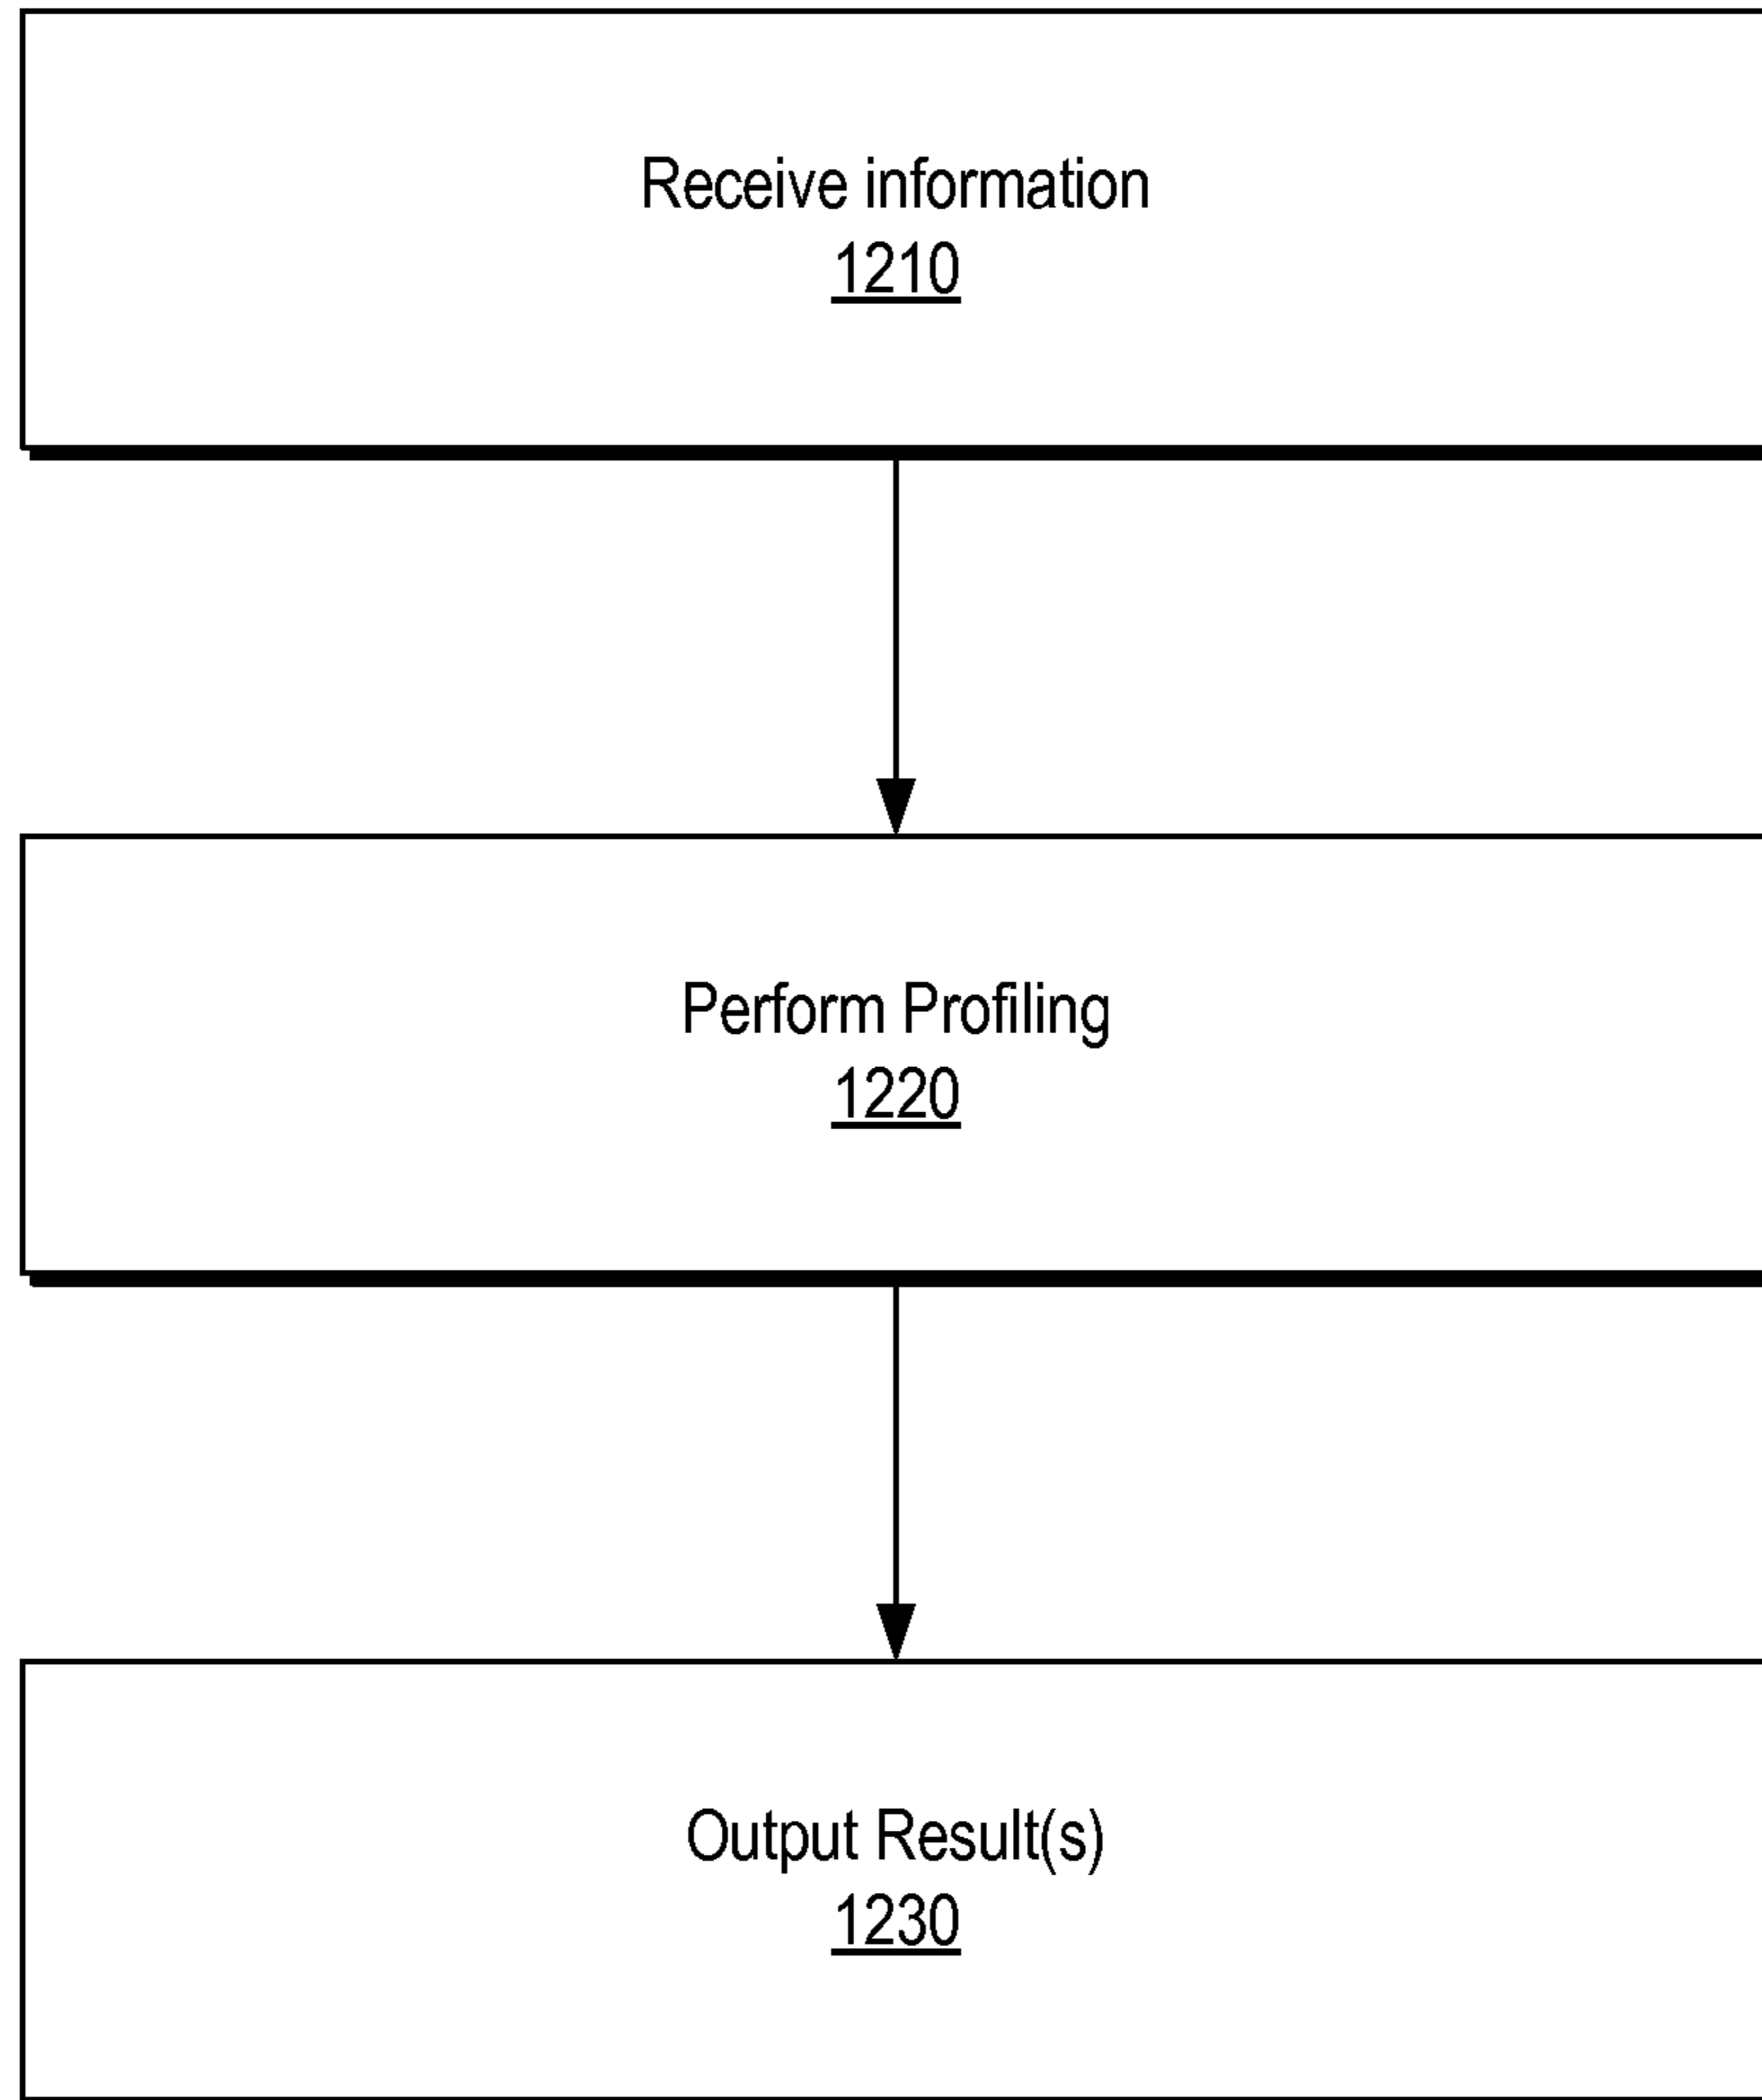 Receive information
1210
Perform Profiling
1220
Output Result(s)
1230